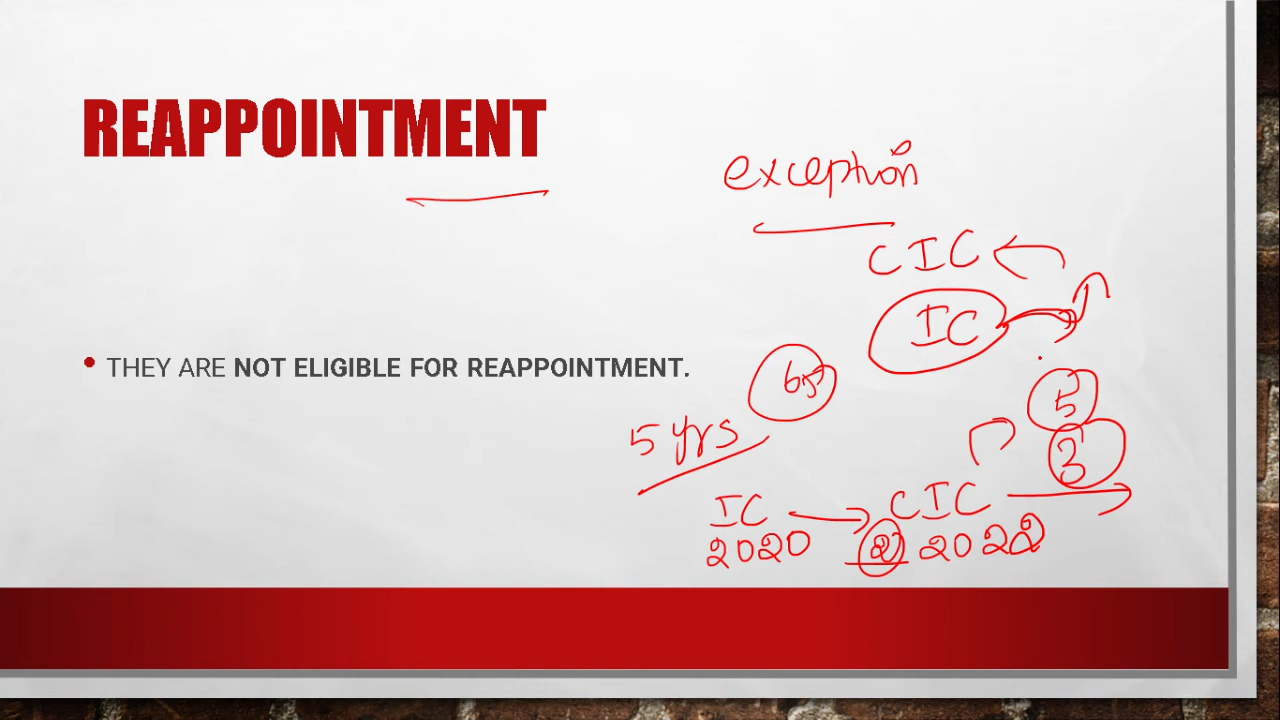 REAPPOINTMENT
exception
CIC
IC
• THEY ARE NOT ELIGIBLE FOR REAPPOINTMENT.
65
5
5 yrs
3
IC → CIC
2020 2 2022